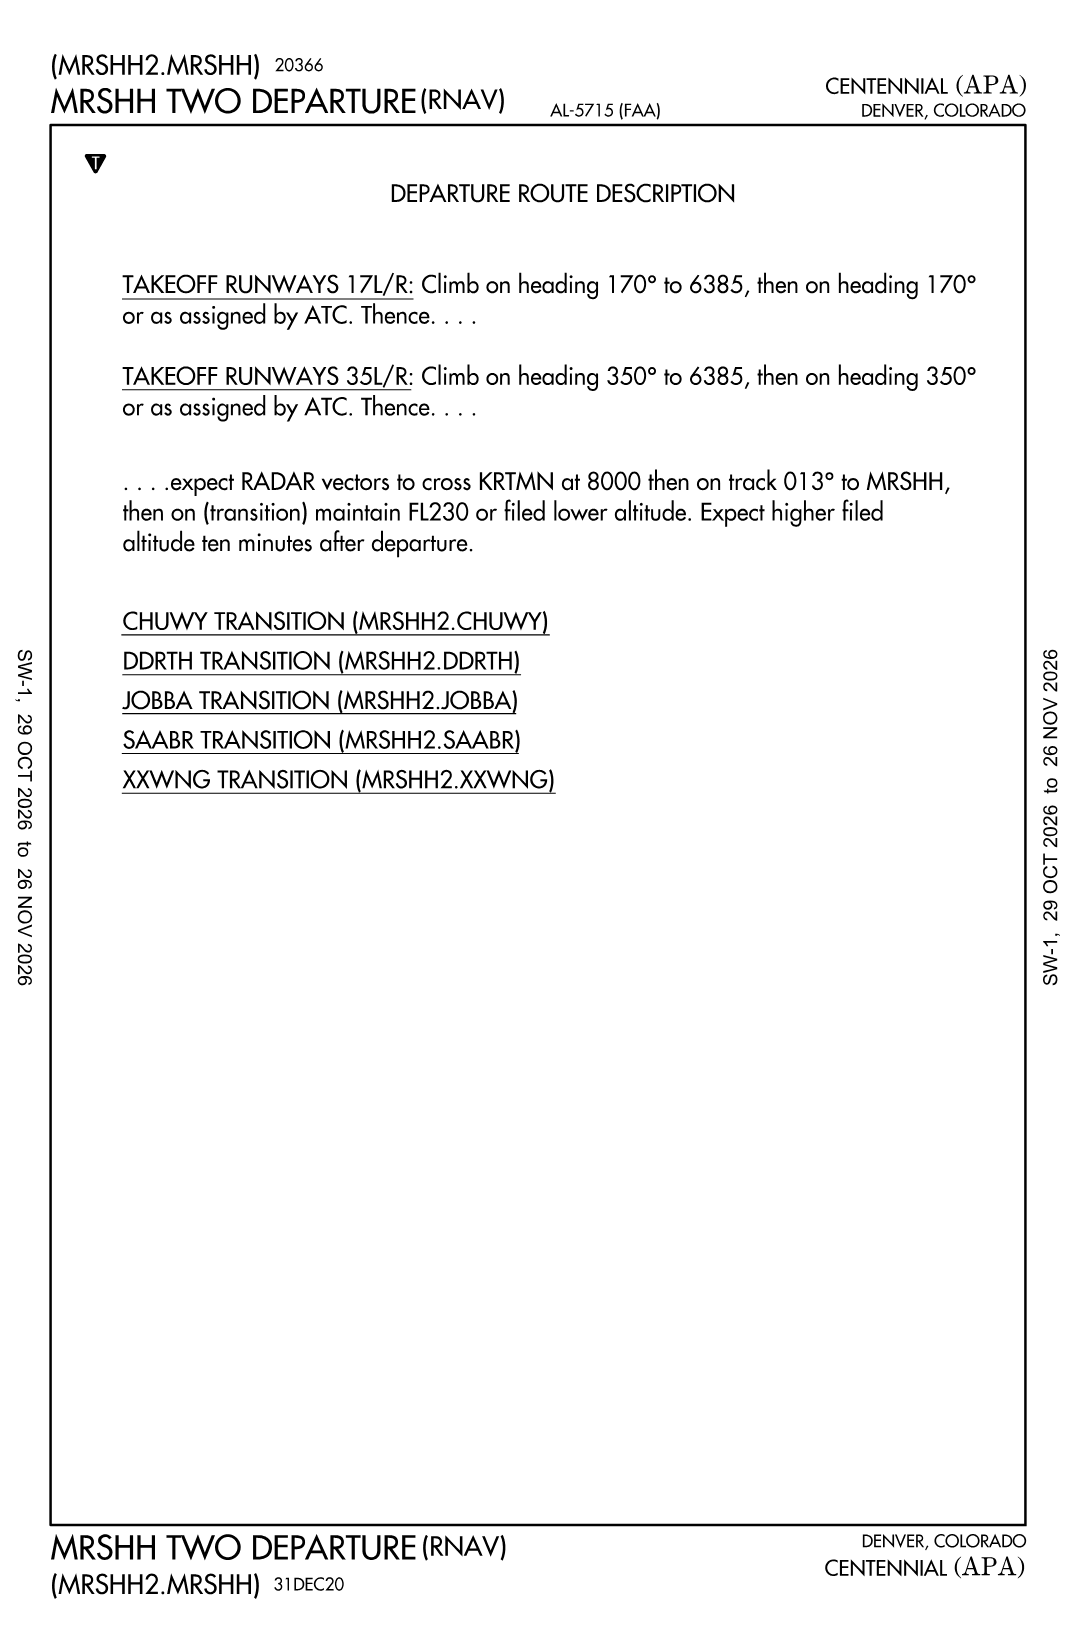 (MRSHH2.MRSHH) 20366
MRSHH TWO DEPARTURE (RNAV)
AL-5715 (FAA)
CENTENNIAL (APA)
DENVER, COLORADO
T
DEPARTURE ROUTE DESCRIPTION
TAKEOFF RUNWAYS 17L/R: Climb on heading 170° to 6385, then on heading 170°
or as assigned by ATC. Thence. . . .
TAKEOFF RUNWAYS 35L/R: Climb on heading 350° to 6385, then on heading 350°
or as assigned by ATC. Thence. . . .
. . . .expect RADAR vectors to cross KRTMN at 8000 then on track 013° to MRSHH,
then on (transition) maintain FL230 or filed lower altitude. Expect higher filed
altitude ten minutes after departure.
CHUWY TRANSITION (MRSHH2.CHUWY)
DDRTH TRANSITION (MRSHH2.DDRTH)
JOBBA TRANSITION (MRSHH2.JOBBA)
SAABR TRANSITION (MRSHH2.SAABR)
XXWNG TRANSITION (MRSHH2.XXWNG)
SW-1, 29 OCT 2026 to 26 NOV 2026
SW-1, 29 OCT 2026 to 26 NOV 2026
MRSHH TWO DEPARTURE (RNAV)
(MRSHH2.MRSHH) 31DEC20
DENVER, COLORADO
CENTENNIAL (APA)